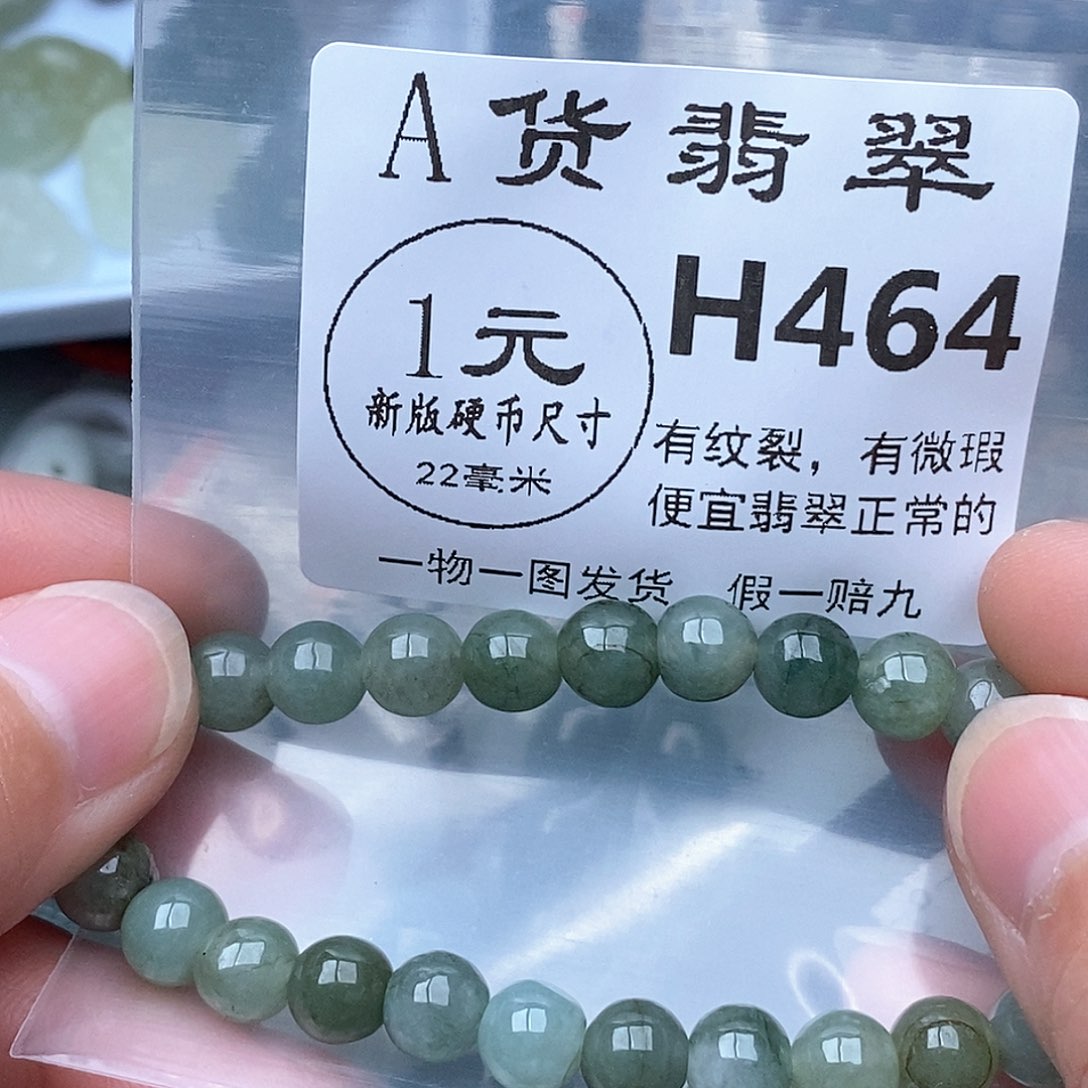 A货翡翠
H464
1元
新版硬币尺寸
22毫米
有纹裂，有微瑕
便宜翡翠正常的
一物一图发货 假一赔九